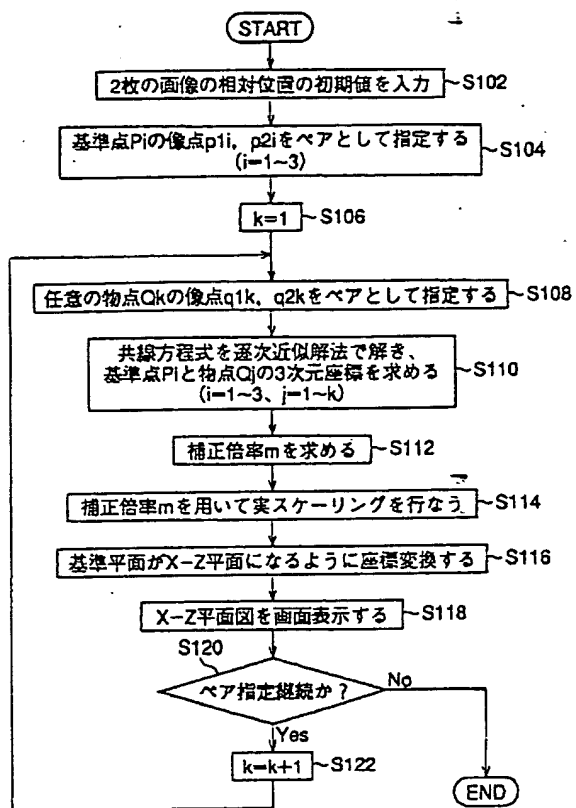 START
2枚の画像の相対位置の初期値を入力
S102
基準点Piの像点p1i, p2iをペアとして指定する
(i=1~3)
S104
k=1
S106
任意の物点Qkの像点q1k, q2kをペアとして指定する
S108
共線方程式を逐次近似解法で解き、
基準点Piと物点Qjの3次元座標を求める
(i=1~3、j=1~k)
S110
補正倍率mを求める
S112
補正倍率mを用いて実スケーリングを行なう
S114
基準平面がX-Z平面になるように座標変換する
S116
X-Z平面図を画面表示する
S118
S120
ペア指定継続か?
No
Yes
k=k+1
S122
END